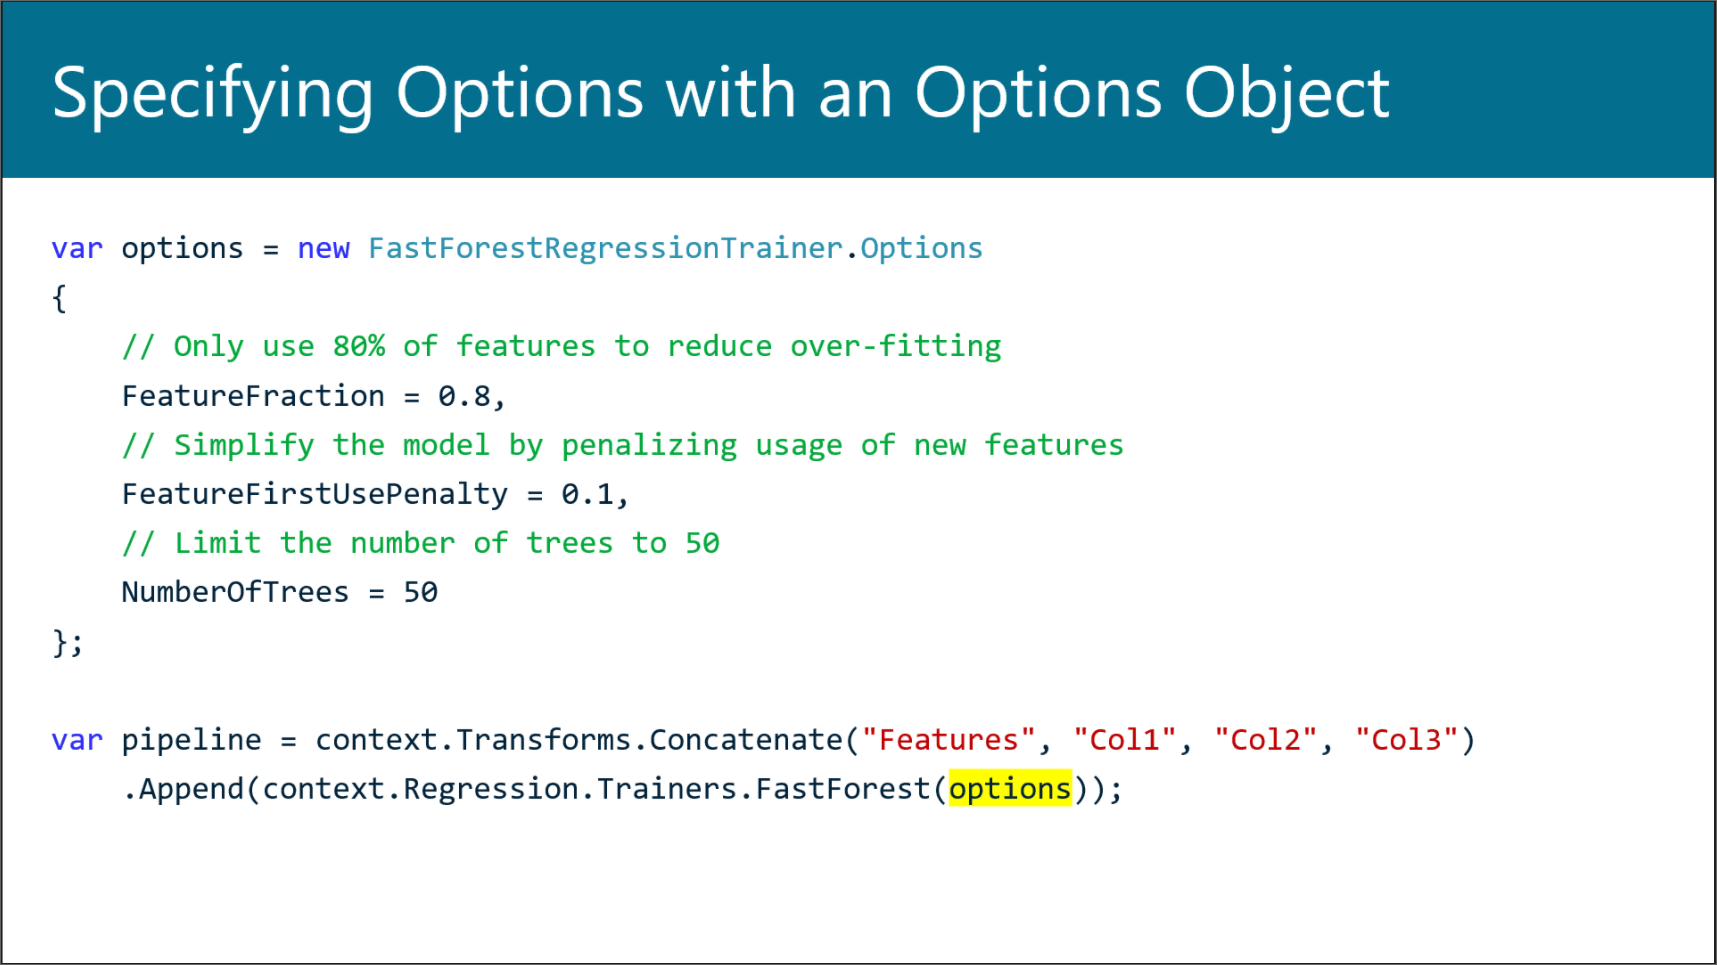 Specifying Options with an Options Object
var options = new FastForestRegressionTrainer.Options
{
    // Only use 80% of features to reduce over-fitting
    FeatureFraction = 0.8,
    // Simplify the model by penalizing usage of new features
    FeatureFirstUsePenalty = 0.1,
    // Limit the number of trees to 50
    NumberOfTrees = 50
};
var pipeline = context.Transforms.Concatenate("Features", "Col1", "Col2", "Col3")
    .Append(context.Regression.Trainers.FastForest(options));